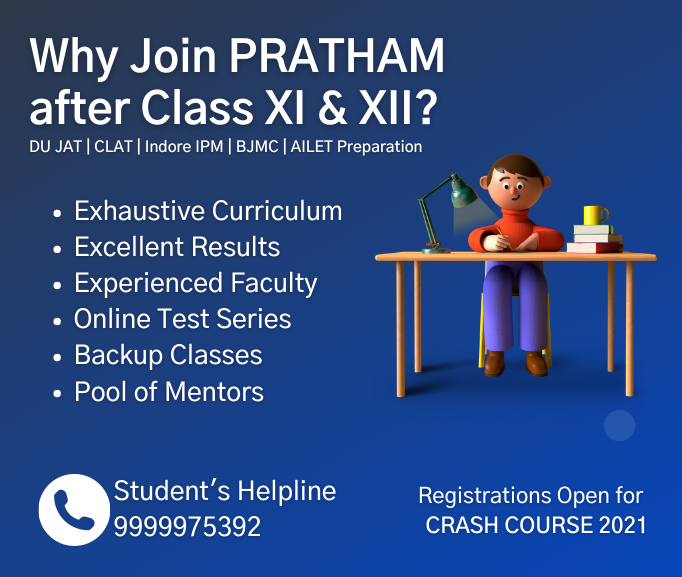 Why Join PRATHAM
after Class XI & XII?
DU JAT | CLAT | Indore IPM | BJMC | AILET Preparation
• Exhaustive Curriculum
• Excellent Results
• Experienced Faculty
• Online Test Series
• Backup Classes
• Pool of Mentors
Student's Helpline
9999975392
Registrations Open for
CRASH COURSE 2021